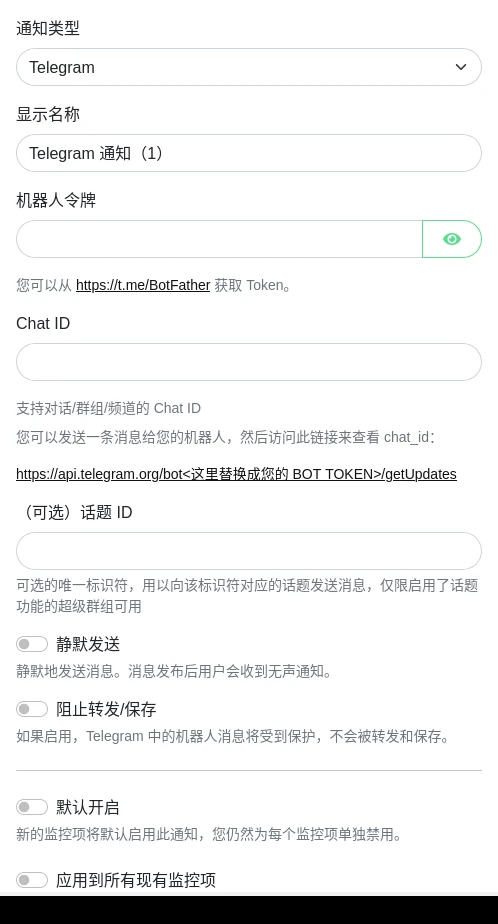 通知类型
Telegram
显示名称
Telegram 通知（1）
机器人令牌
您可以从 https://t.me/BotFather 获取 Token。
Chat ID
支持对话/群组/频道的 Chat ID
您可以发送一条消息给您的机器人，然后访问此链接来查看 chat_id：
https://api.telegram.org/bot<这里替换成您的 BOT TOKEN>/getUpdates
（可选）话题 ID
可选的唯一标识符，用以向该标识符对应的话题发送消息，仅限启用了话题
功能的超级群组可用
静默发送
静默地发送消息。消息发布后用户会收到无声通知。
阻止转发/保存
如果启用，Telegram 中的机器人消息将受到保护，不会被转发和保存。
默认开启
新的监控项将默认启用此通知，您仍然为每个监控项单独禁用。
应用到所有现有监控项